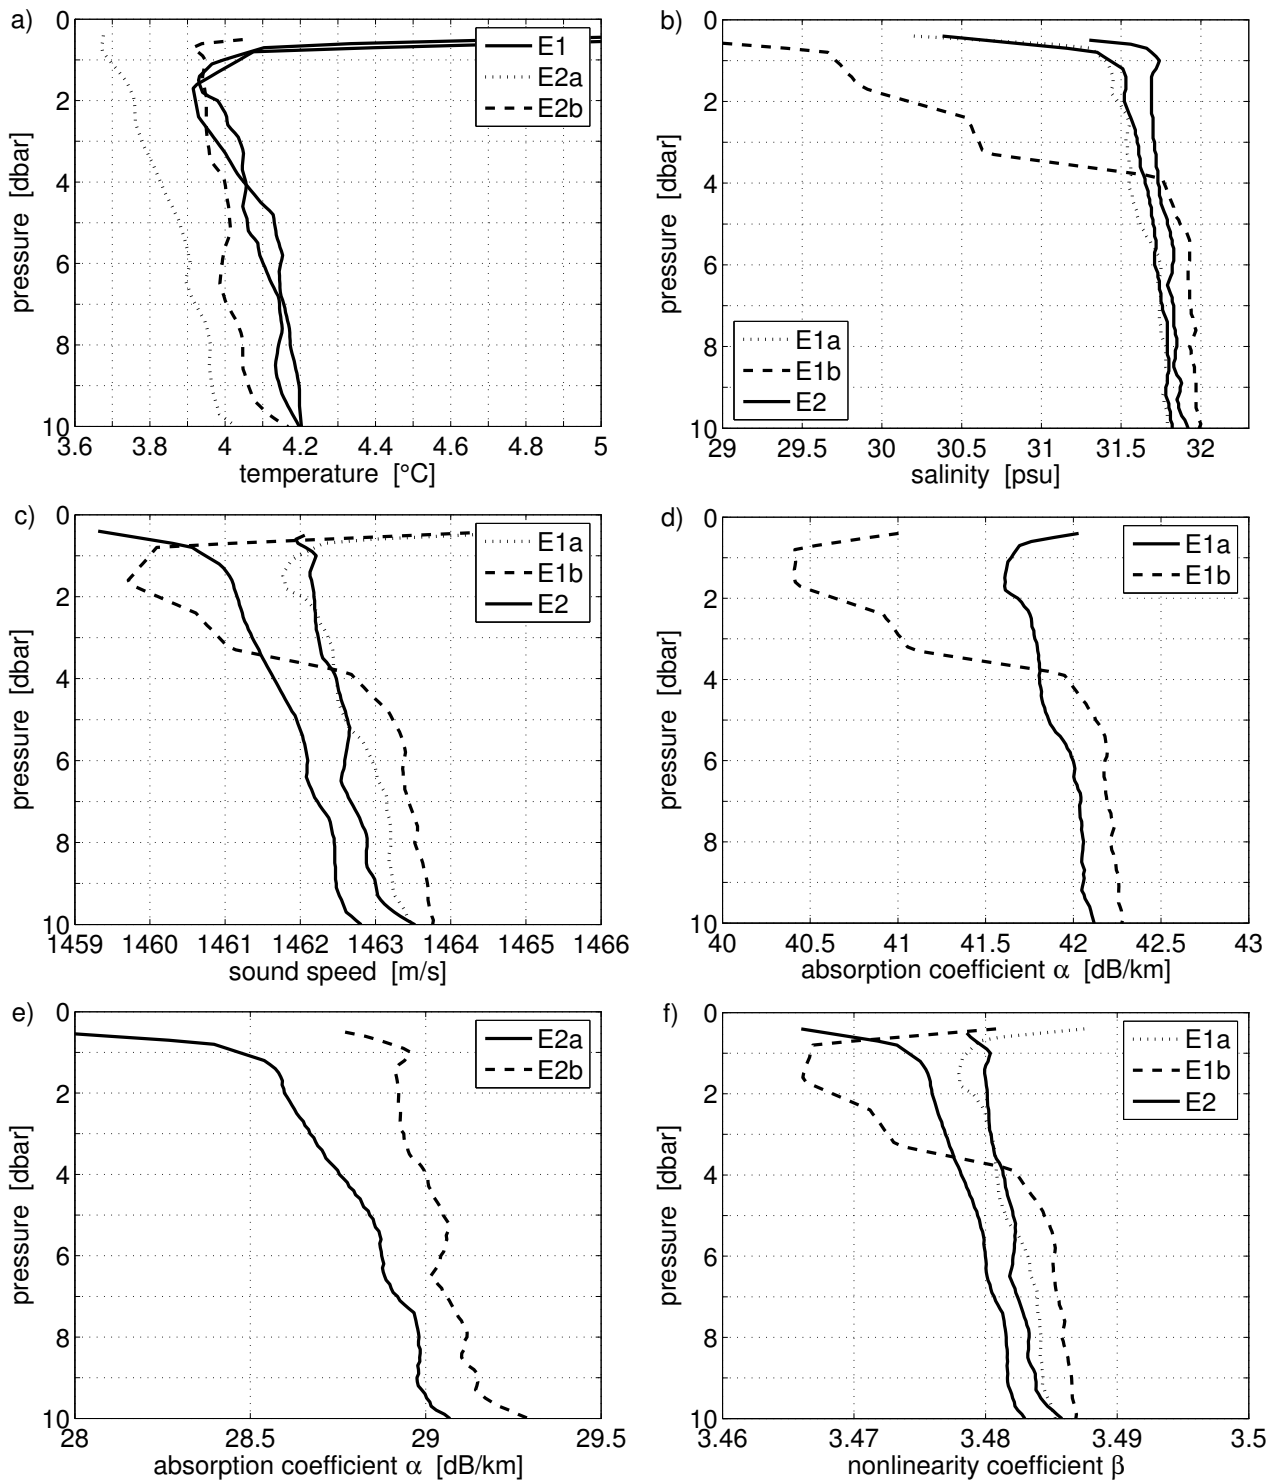 a)
0
2
4
6
8
10
pressure [dbar]
E1
E2a
E2b
3.6
3.8
4
4.2
4.4
4.6
4.8
5
temperature [°C]
b)
0
2
4
6
8
10
pressure [dbar]
E1a
E1b
E2
29
29.5
30
30.5
31
31.5
32
salinity [psu]
c)
0
2
4
6
8
10
pressure [dbar]
E1a
E1b
E2
1459
1460
1461
1462
1463
1464
1465
1466
sound speed [m/s]
d)
0
2
4
6
8
10
pressure [dbar]
E1a
E1b
40
40.5
41
41.5
42
42.5
43
absorption coefficient α [dB/km]
e)
0
2
4
6
8
10
pressure [dbar]
E2a
E2b
28
28.5
29
29.5
absorption coefficient α [dB/km]
f)
0
2
4
6
8
10
pressure [dbar]
E1a
E1b
E2
3.46
3.47
3.48
3.49
3.5
nonlinearity coefficient β